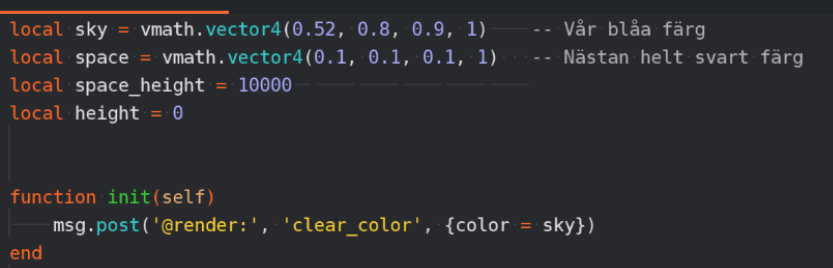 local sky = vmath.vector4(0.52, 0.8, 0.9, 1) -- Vår blåa färg
local space = vmath.vector4(0.1, 0.1, 0.1, 1) -- Nästan helt svart färg
local space_height = 10000
local height = 0
function init(self)
msg.post('@render:', 'clear_color', {color = sky})
end